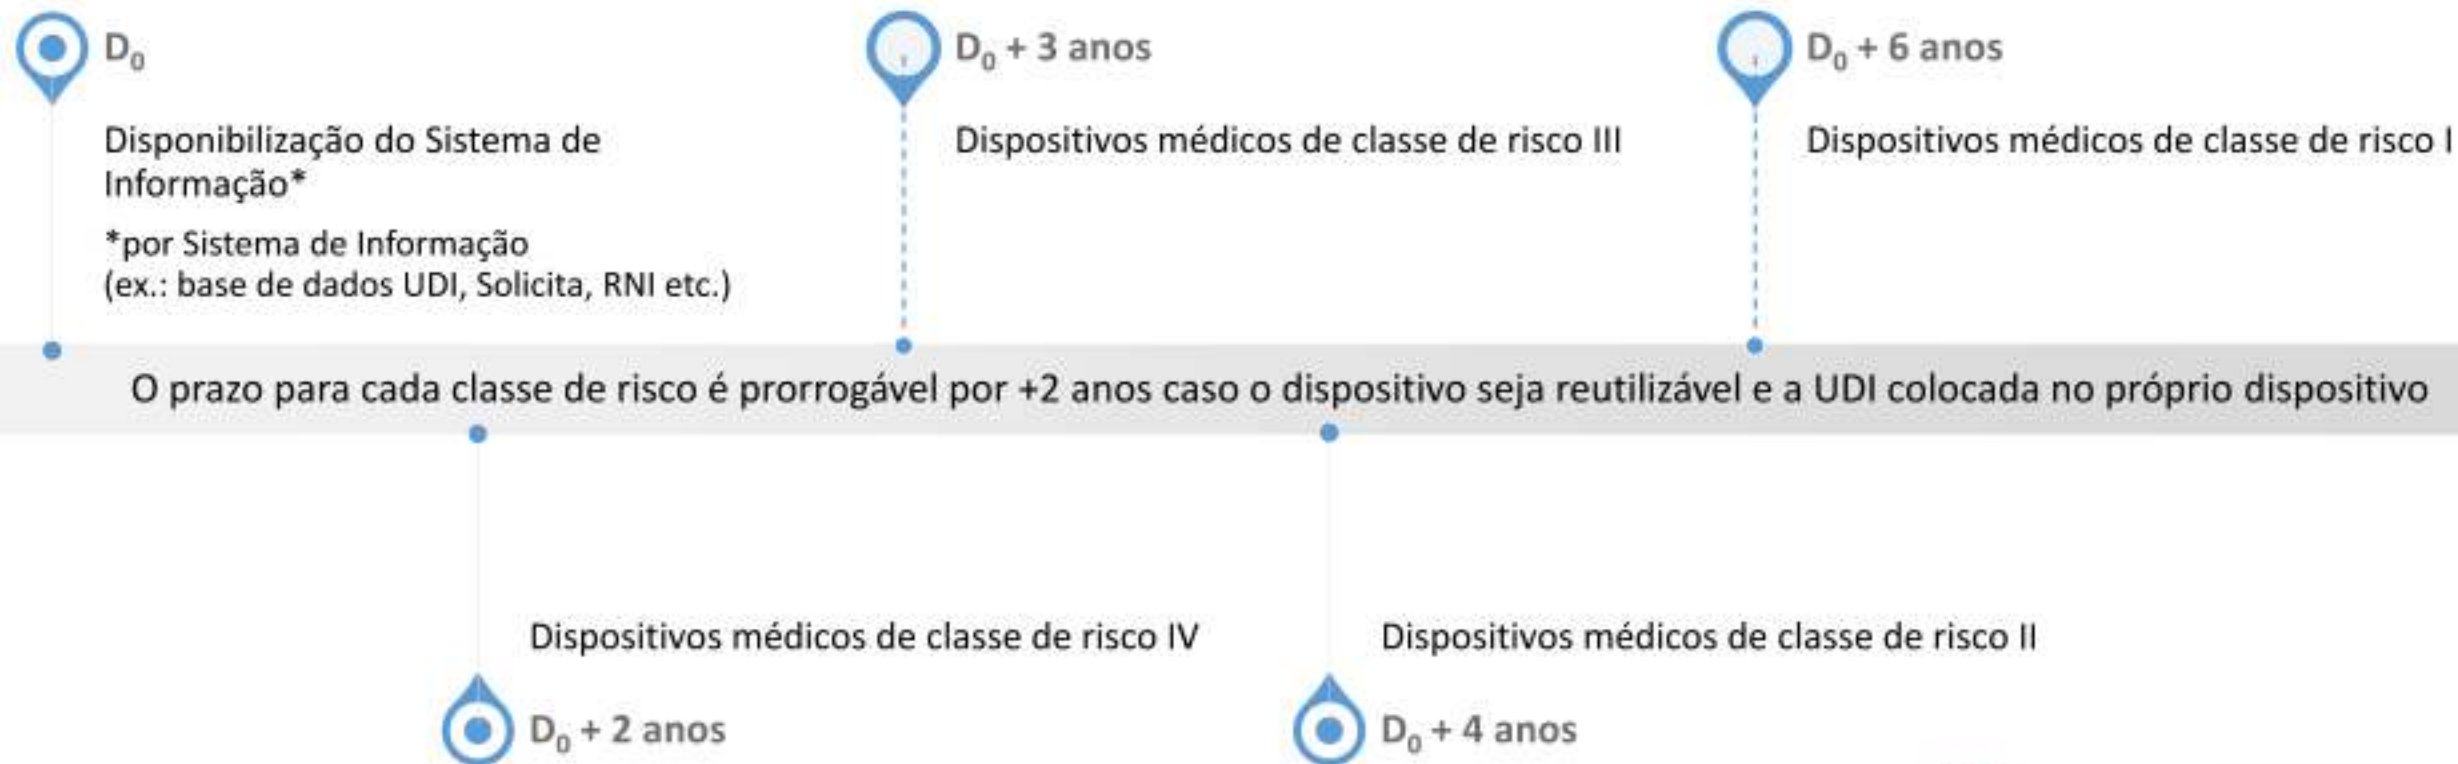 D₀
Disponibilização do Sistema de
Informação*
*por Sistema de Informação
(ex.: base de dados UDI, Solicita, RNI etc.)
D₀ + 3 anos
Dispositivos médicos de classe de risco III
D₀ + 6 anos
Dispositivos médicos de classe de risco I
O prazo para cada classe de risco é prorrogável por +2 anos caso o dispositivo seja reutilizável e a UDI colocada no próprio dispositivo
Dispositivos médicos de classe de risco IV
D₀ + 2 anos
Dispositivos médicos de classe de risco II
D₀ + 4 anos